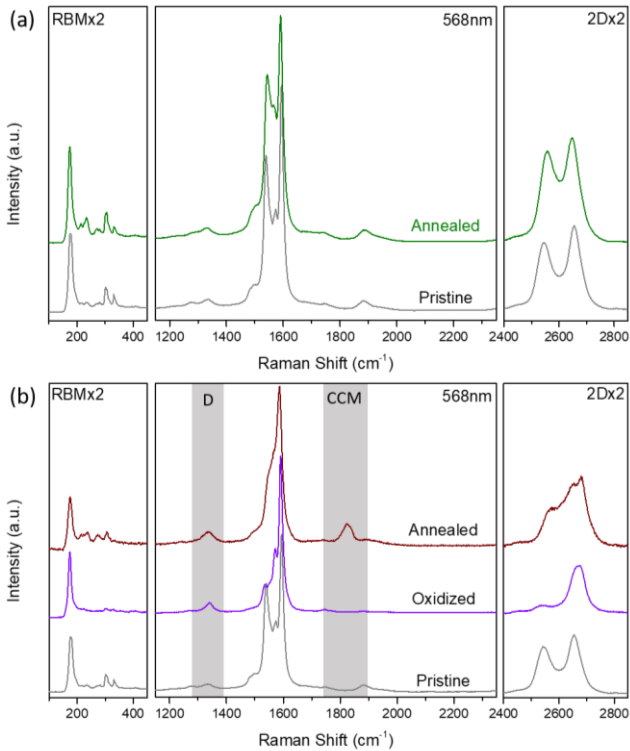 (a)
RBMx2
568nm
2Dx2
Intensity (a.u.)
Annealed
Pristine
200 400
1200 1400 1600 1800 2000 2200
2400 2600 2800
Raman Shift (cm⁻¹)
(b)
RBMx2
D
CCM
568nm
2Dx2
Intensity (a.u.)
Annealed
Oxidized
Pristine
200 400
1200 1400 1600 1800 2000 2200
2400 2600 2800
Raman Shift (cm⁻¹)